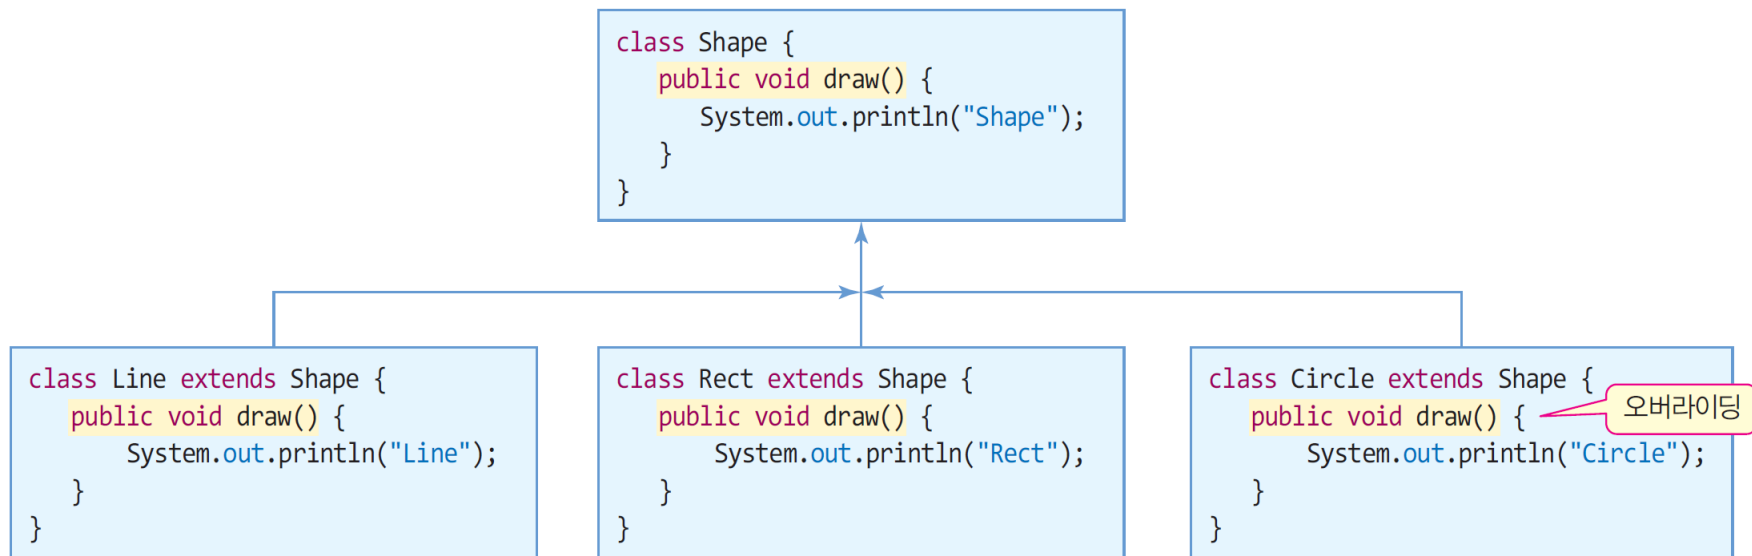 class Shape {
public void draw() {
System.out.println("Shape");
}
}
class Line extends Shape {
public void draw() {
System.out.println("Line");
}
}
class Rect extends Shape {
public void draw() {
System.out.println("Rect");
}
}
class Circle extends Shape {
public void draw() {
오버라이딩
System.out.println("Circle");
}
}